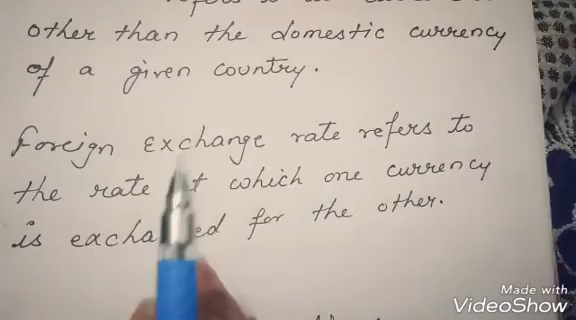 other than the domestic currency
of a given country.
Foreign exchange rate refers to
the rate which one currency
is for the other.
Made with
VideoShow